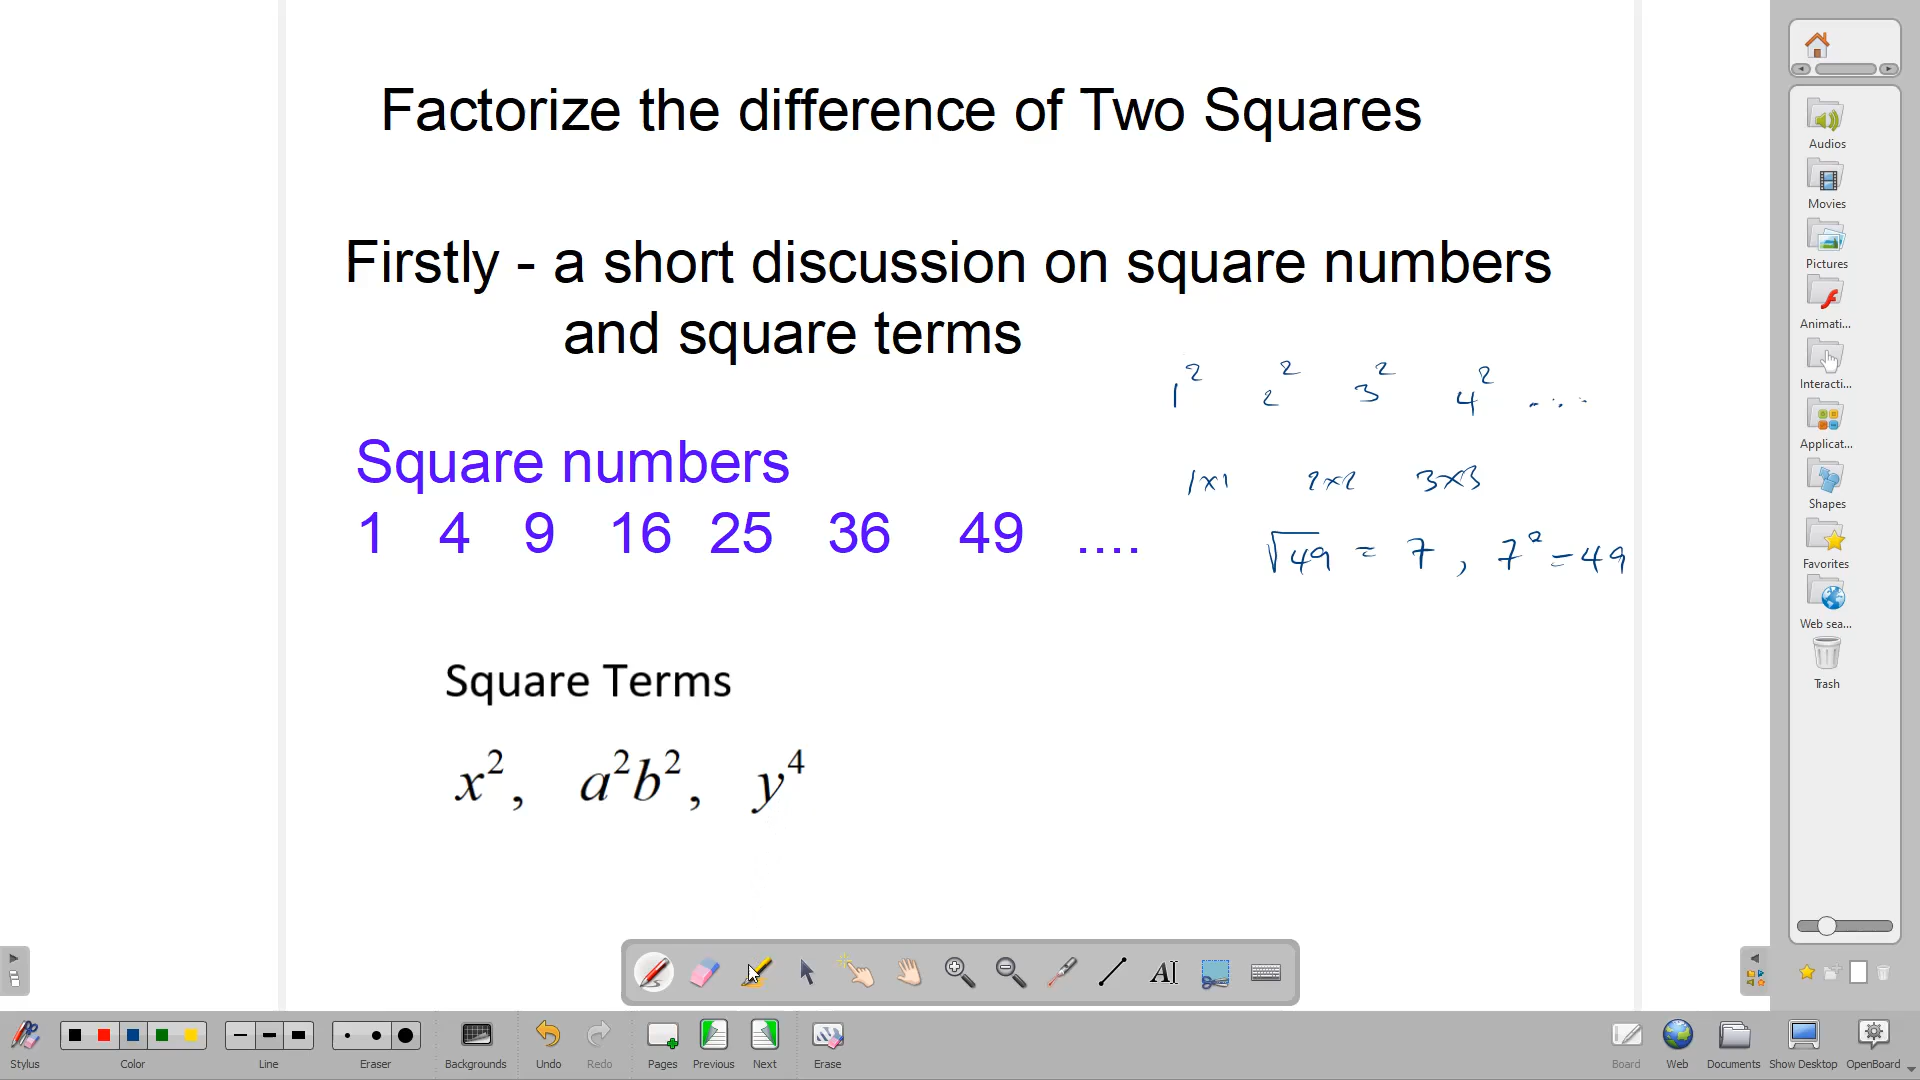 Factorize the difference of Two Squares
Firstly - a short discussion on square numbers
and square terms
1² 2² 3² 4² ....
Square numbers
1x1 2x2 3x3
1 4 9 16 25 36 49 ....
√49 = 7, 7² = 49
Square Terms
x², a²b², y⁴
Audios
Movies
Pictures
Animati...
Interacti...
Applicat...
Shapes
Favorites
Web sea...
Trash
AI
Stylus Color Line Eraser Backgrounds Undo Redo Pages Previous Next Erase Board Web Documents Show Desktop OpenBoard